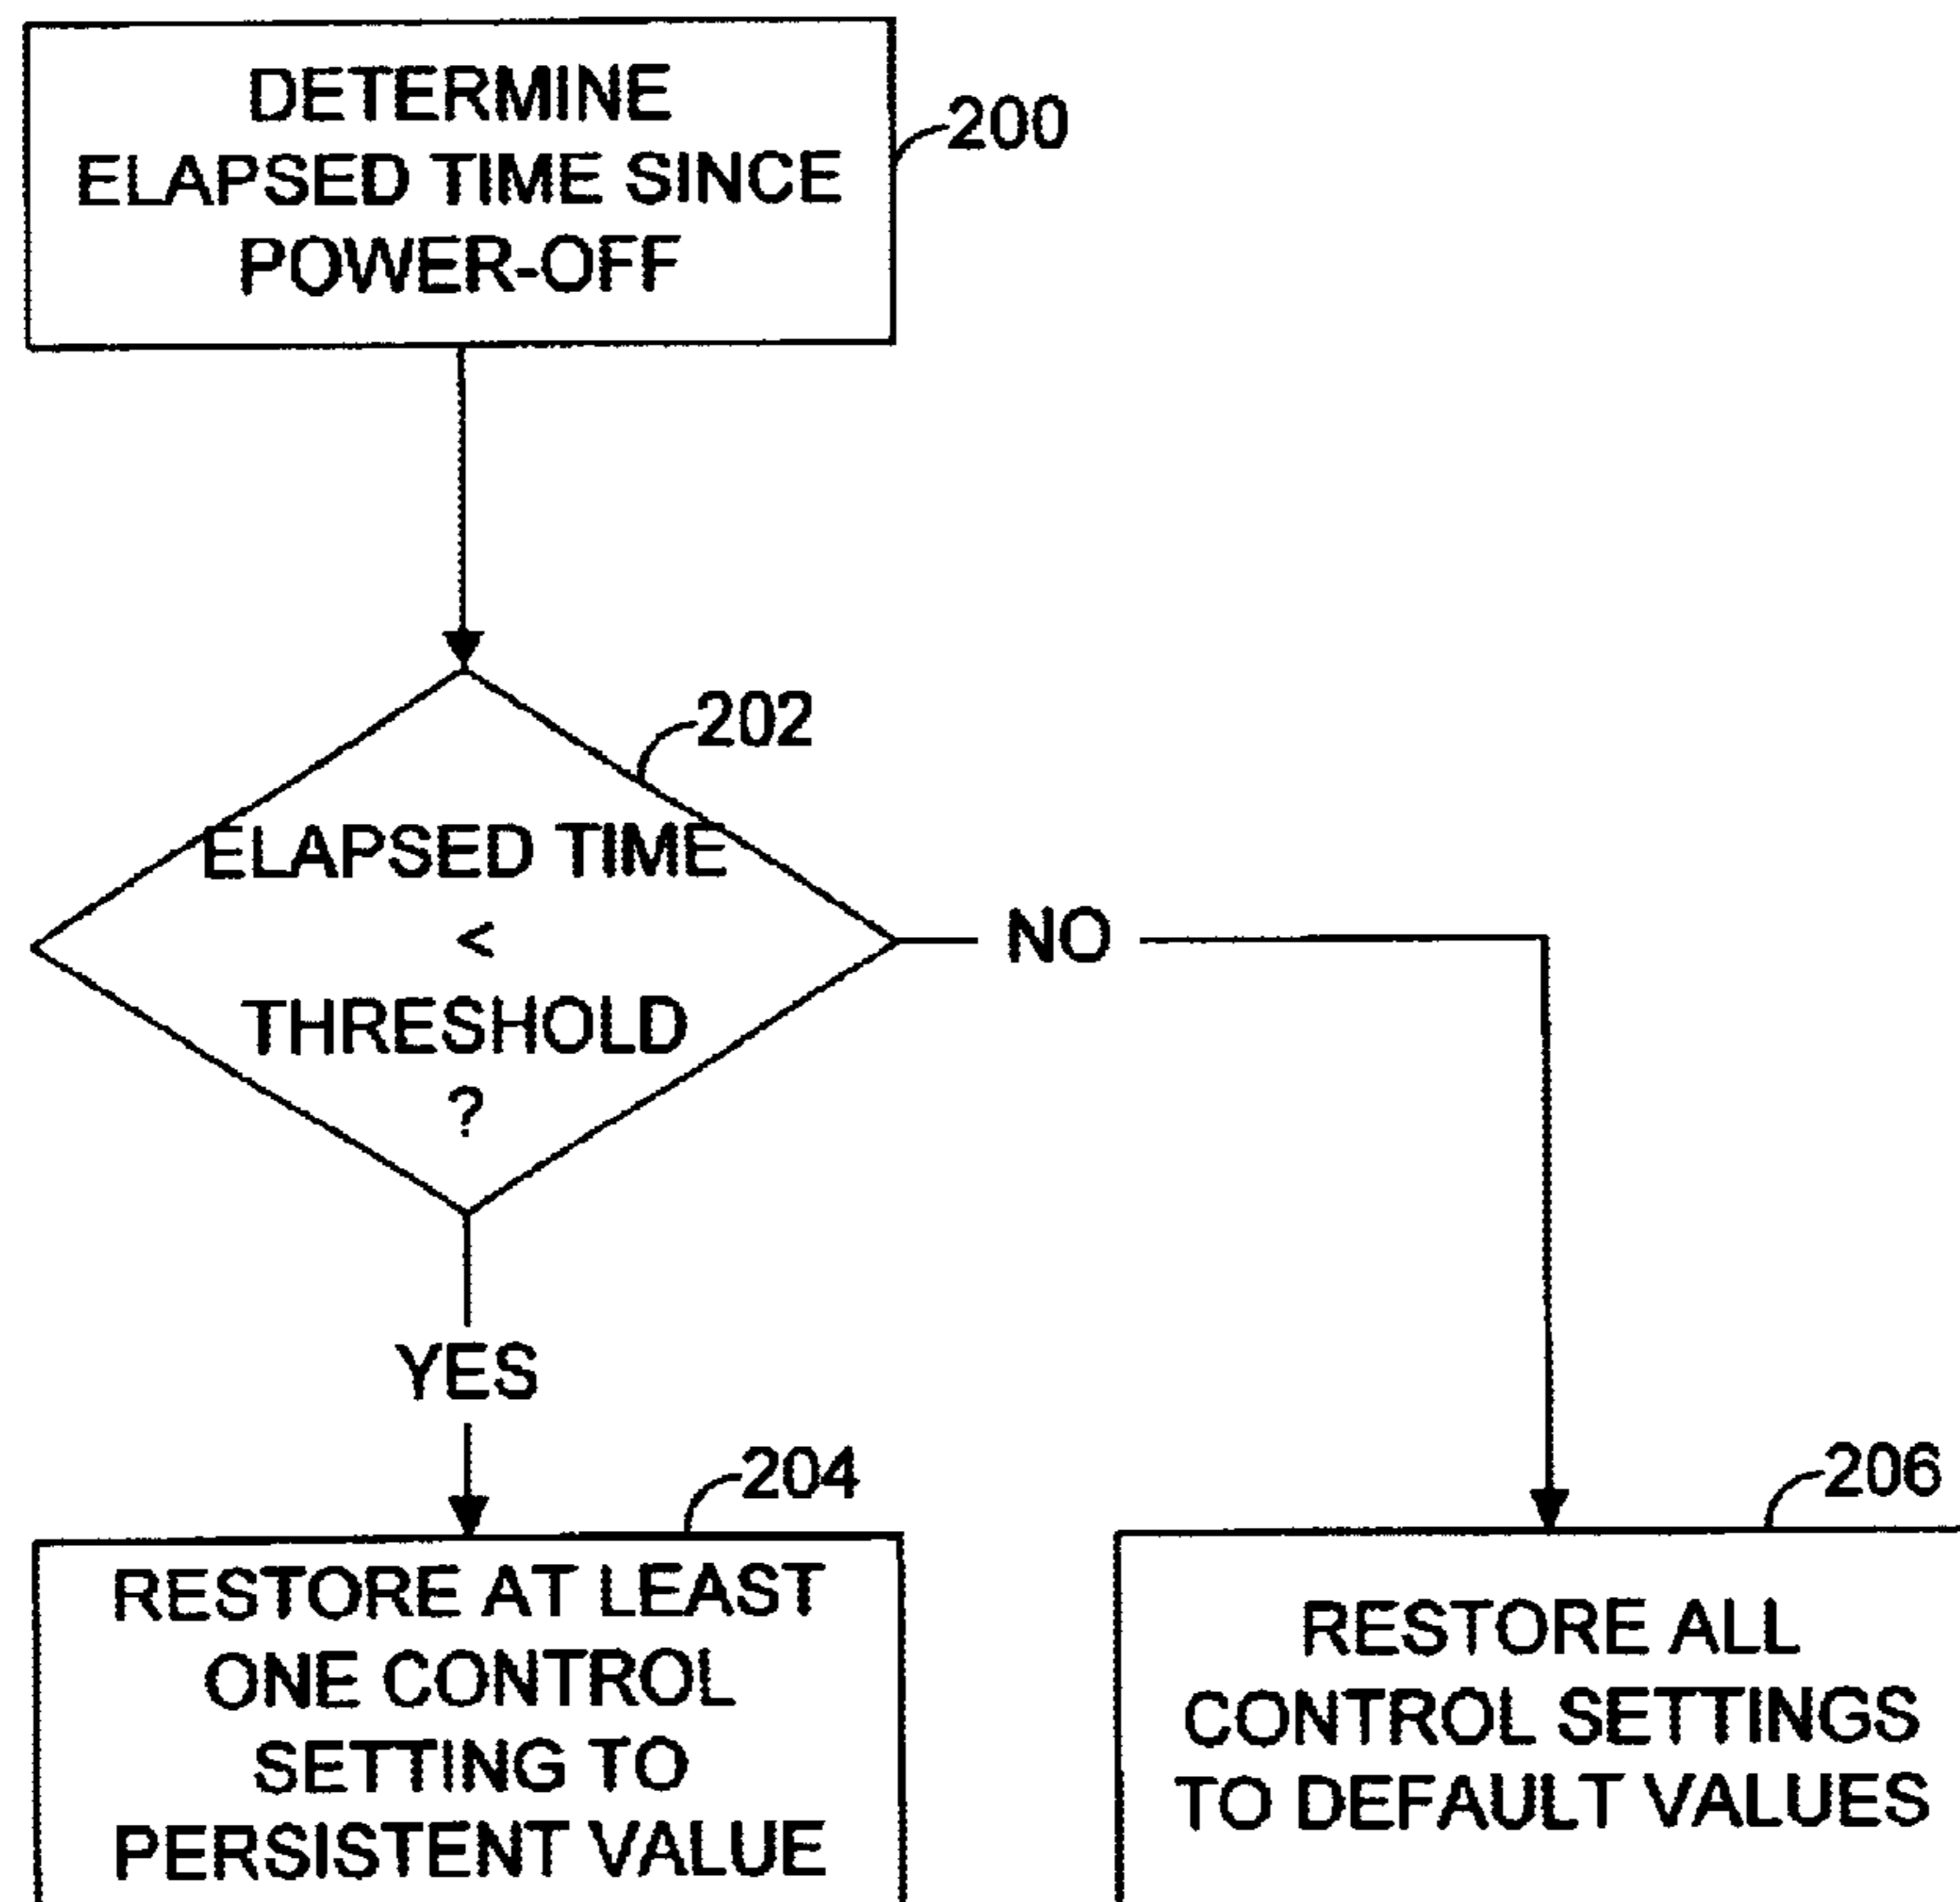 DETERMINE
ELAPSED TIME SINCE
POWER-OFF
200
202
ELAPSED TIME
<
THRESHOLD
?
NO
YES
204
RESTORE AT LEAST
ONE CONTROL
SETTING TO
PERSISTENT VALUE
206
RESTORE ALL
CONTROL SETTINGS
TO DEFAULT VALUES